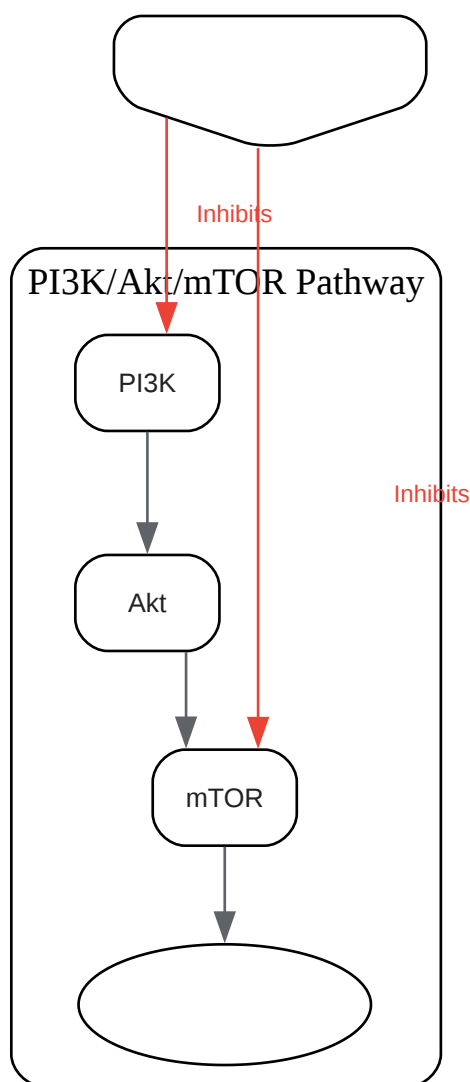 Inhibits
PI3K/Akt/mTOR Pathway
PI3K
Inhibits
Akt
mTOR